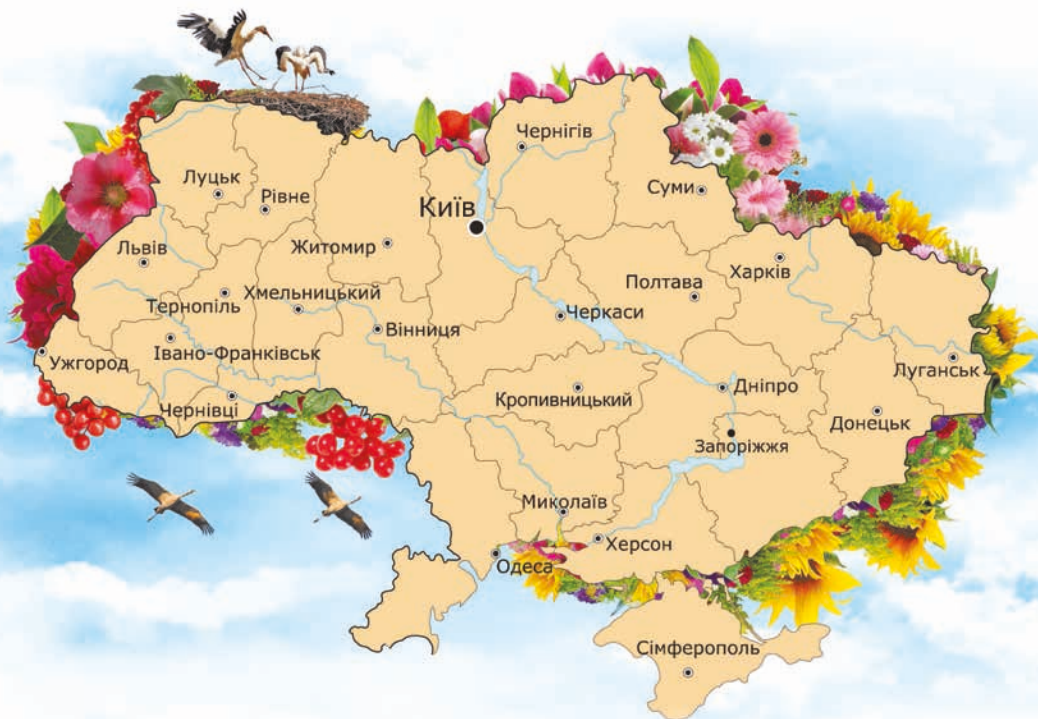 Чернігів
Луцьк
Рівне
Суми
Київ
Львів
Житомир
Харків
Полтава
Тернопіль
Хмельницький
Черкаси
Вінниця
Ужгород
Івано-Франківськ
Луганськ
Дніпро
Кропивницький
Чернівці
Донецьк
Запоріжжя
Миколаїв
Херсон
Одеса
Сімферополь